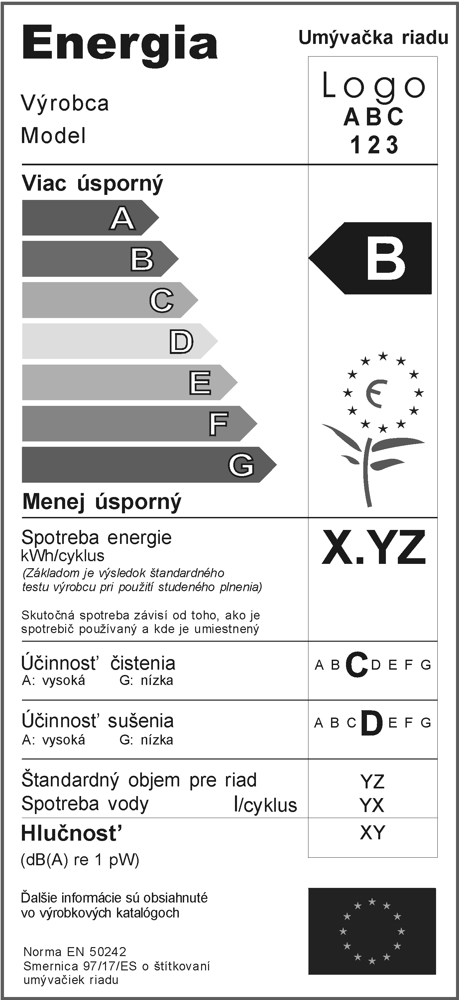 Energia
Umývačka riadu
Logo
ABC
123
Výrobca
Model
Viac úsporný
A
B
C
D
E
F
G
B
Menej úsporný
Spotreba energie
kWh/cyklus
(Základom je výsledok štandardného
testu výrobcu pri použití studeného plnenia)
X.YZ
Skutočná spotreba závisí od toho, ako je
spotrebič používaný a kde je umiestnený
Účinnosť čistenia
A: vysoká G: nízka
A B C D E F G
Účinnosť sušenia
A: vysoká G: nízka
A B C D E F G
Štandardný objem pre riad YZ
Spotreba vody l/cyklus YX
Hlučnosť XY
(dB(A) re 1 pW)
Ďalšie informácie sú obsiahnuté
vo výrobkových katalógoch
Norma EN 50242
Smernica 97/17/ES o štítkovaní
umývačiek riadu